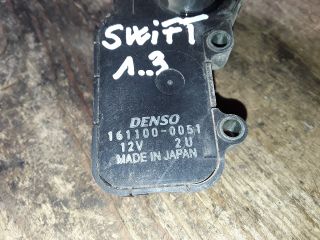 SWiFT
1..3
DENSO
161100-0051
12V 2U
MADE IN JAPAN